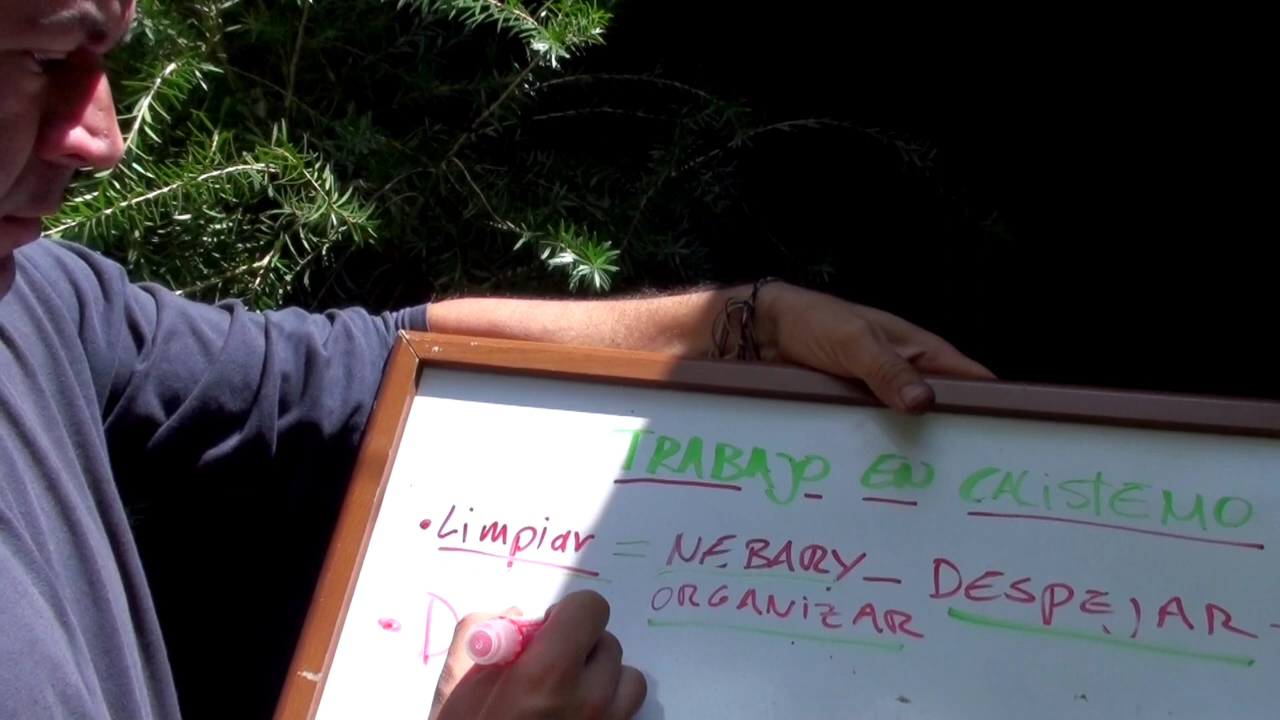 TRABAJO EN CALISTEMO
• Limpiar = NEBARY – DESPEJAR –
ORGANIZAR
• D